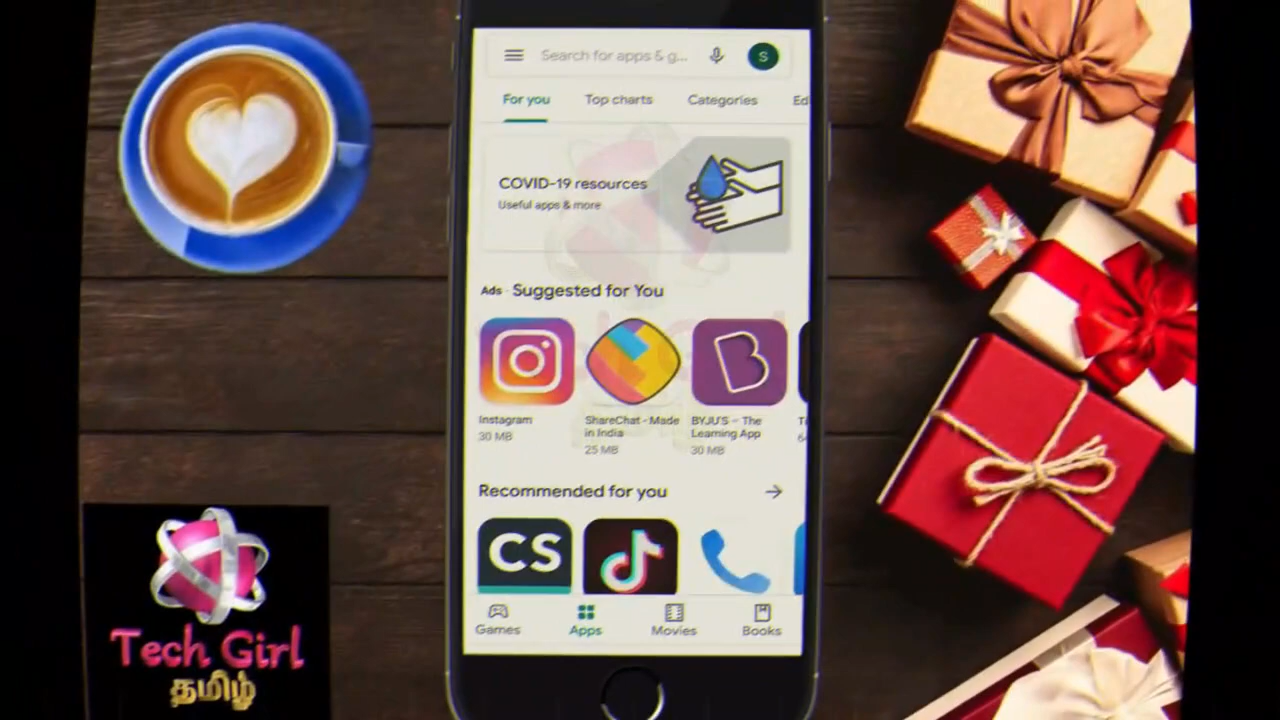 Search for apps & g...
S
For you
Top charts
Categories
Ed
COVID-19 resources
Useful apps & more
Ads · Suggested for You
Instagram
30 MB
ShareChat - Made
in India
25 MB
BYJU'S – The
Learning App
30 MB
Recommended for you
CS
Games
Apps
Movies
Books
Tech Girl
தமிழ்